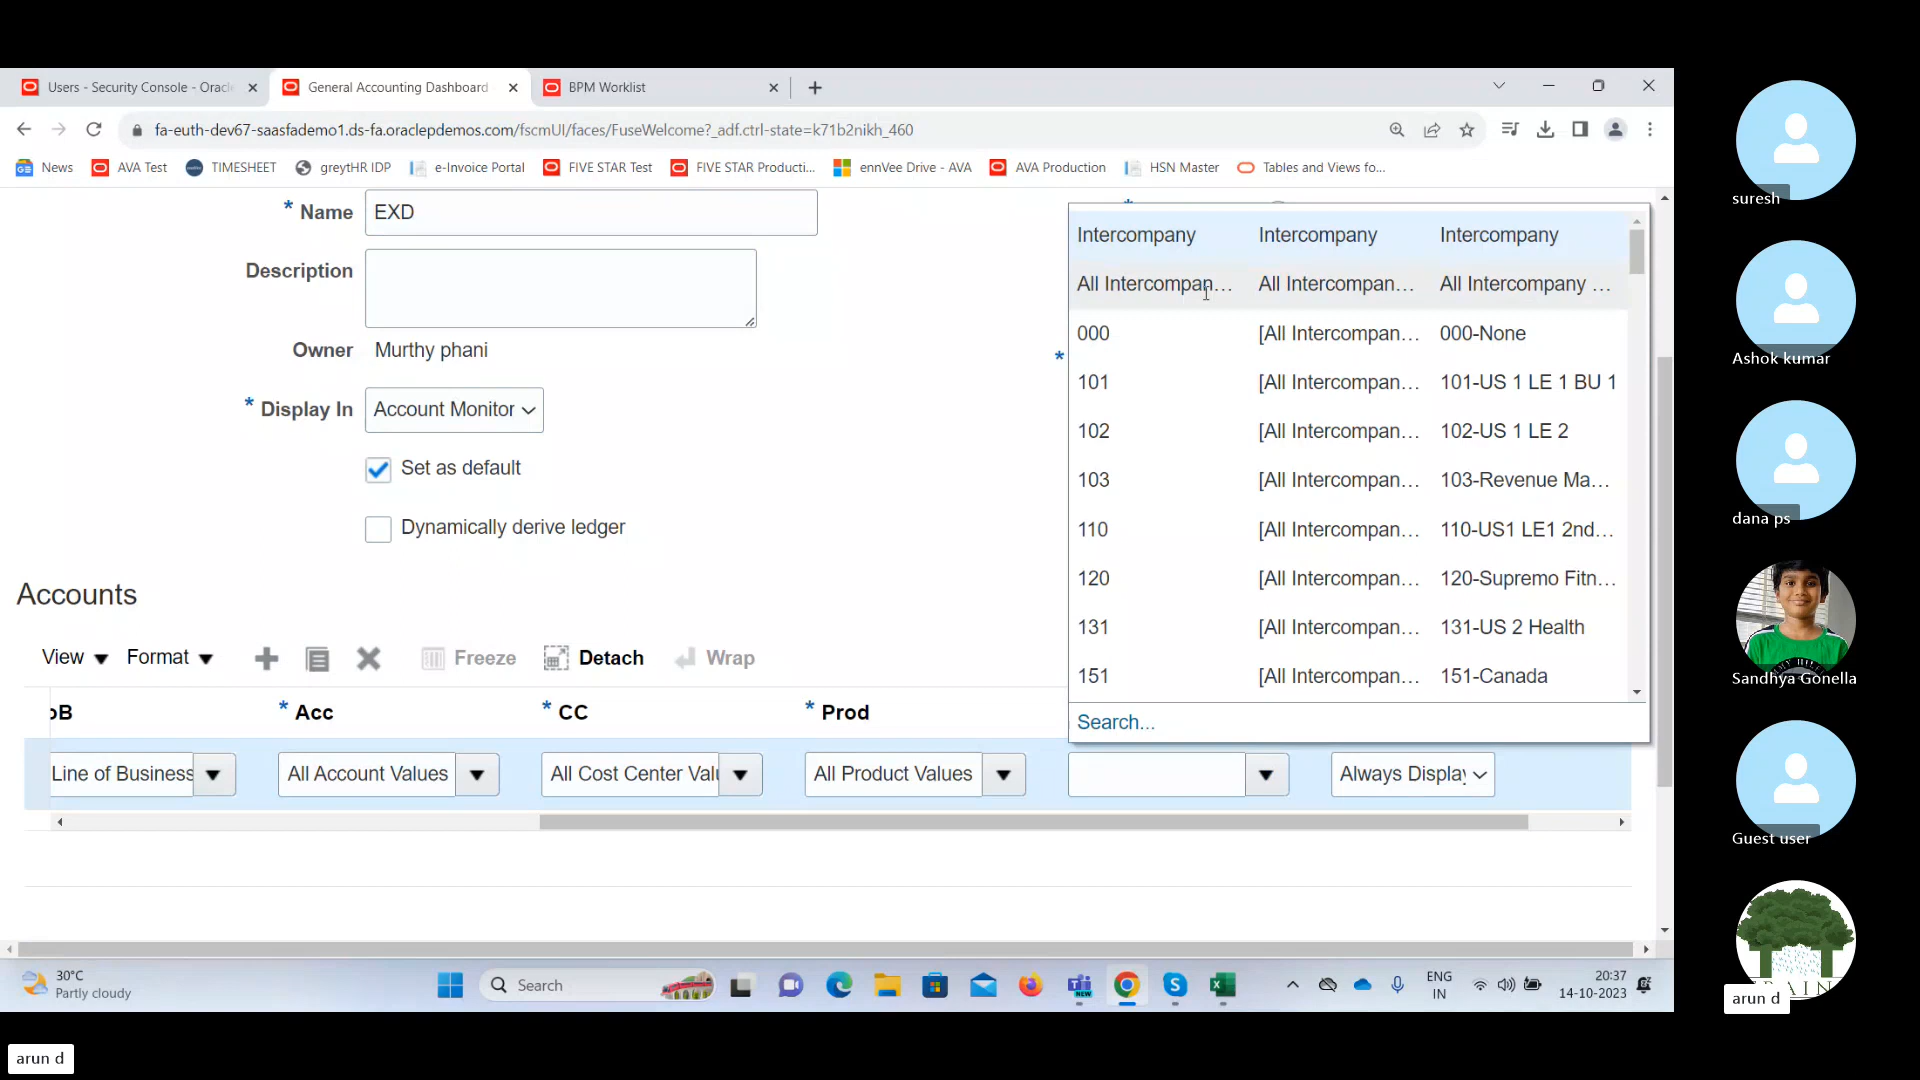 Users - Security Console - Oracle
General Accounting Dashboard
BPM Worklist
fa-euth-dev67-saasfademo1.ds-fa.oraclepdemos.com/fscmUI/faces/FuseWelcome?_adf.ctrl-state=k71b2nikh_460
News
AVA Test
TIMESHEET
greytHR IDP
e-Invoice Portal
FIVE STAR Test
FIVE STAR Producti...
ennVee Drive - AVA
AVA Production
HSN Master
Tables and Views fo...
* Name EXD
Description
Owner Murthy phani
* Display In Account Monitor
Set as default
Dynamically derive ledger
*
Intercompany Intercompany Intercompany
All Intercompan... All Intercompan... All Intercompany ...
000 [All Intercompan... 000-None
101 [All Intercompan... 101-US 1 LE 1 BU 1
102 [All Intercompan... 102-US 1 LE 2
103 [All Intercompan... 103-Revenue Ma...
110 [All Intercompan... 110-US1 LE1 2nd...
120 [All Intercompan... 120-Supremo Fitn...
131 [All Intercompan... 131-US 2 Health
151 [All Intercompan... 151-Canada
Search...
Accounts
View Format Freeze Detach Wrap
oB * Acc * CC * Prod
Line of Business All Account Values All Cost Center Valu All Product Values Always Display
30°C
Partly cloudy
Search
ENG
IN
20:37
14-10-2023
suresh
Ashok kumar
dana ps
Sandhya Gonella
Guest user
arun d
arun d